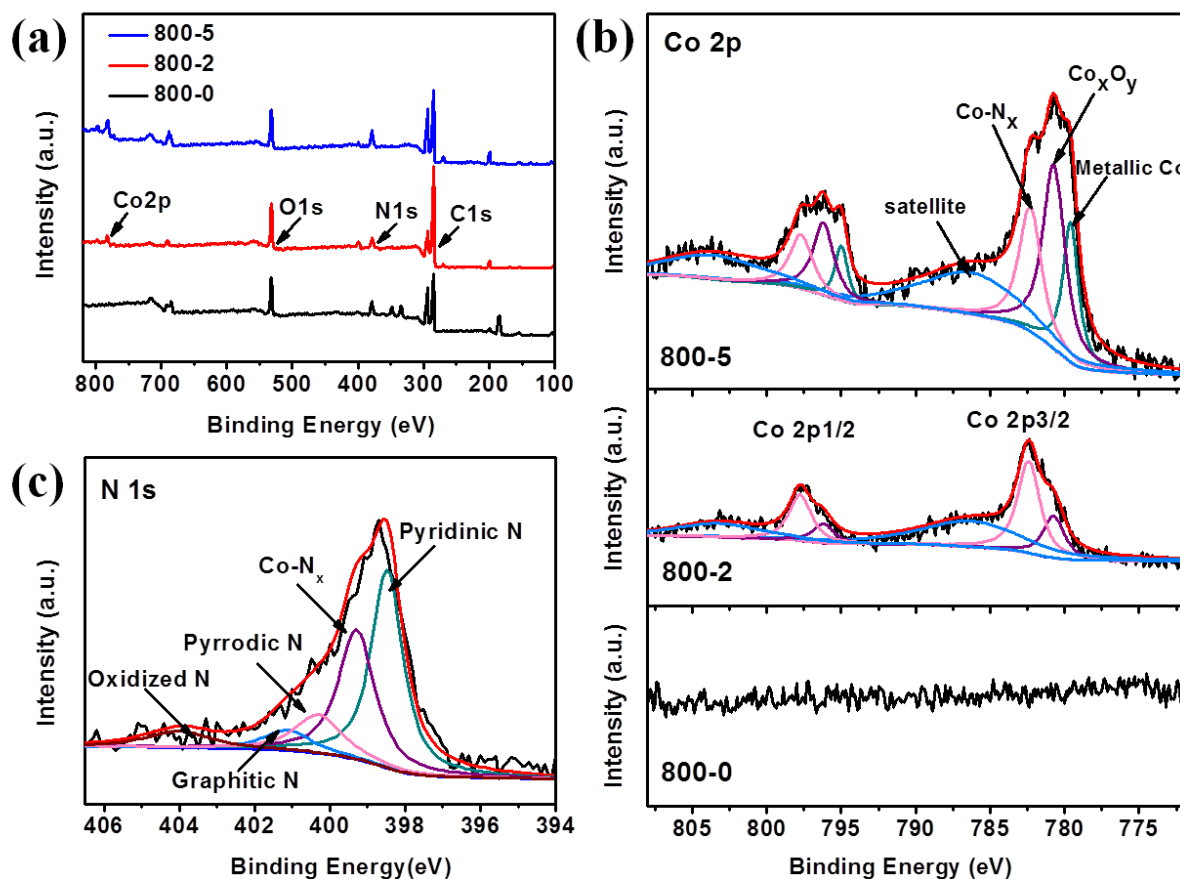 (a)
800-5
800-2
800-0
Co2p
O1s
N1s
C1s
Intensity (a.u.)
800 700 600 500 400 300 200 100
Binding Energy (eV)
(b)
Co 2p
CoxOy
Co-Nx
Metallic Co
satellite
800-5
Intensity (a.u.)
Co 2p1/2
Co 2p3/2
800-2
Intensity (a.u.)
800-0
Intensity (a.u.)
805 800 795 790 785 780 775
Binding Energy (eV)
(c)
N 1s
Pyridinic N
Co-Nx
Pyrrodic N
Oxidized N
Graphitic N
Intensity (a.u.)
406 404 402 400 398 396 394
Binding Energy(eV)